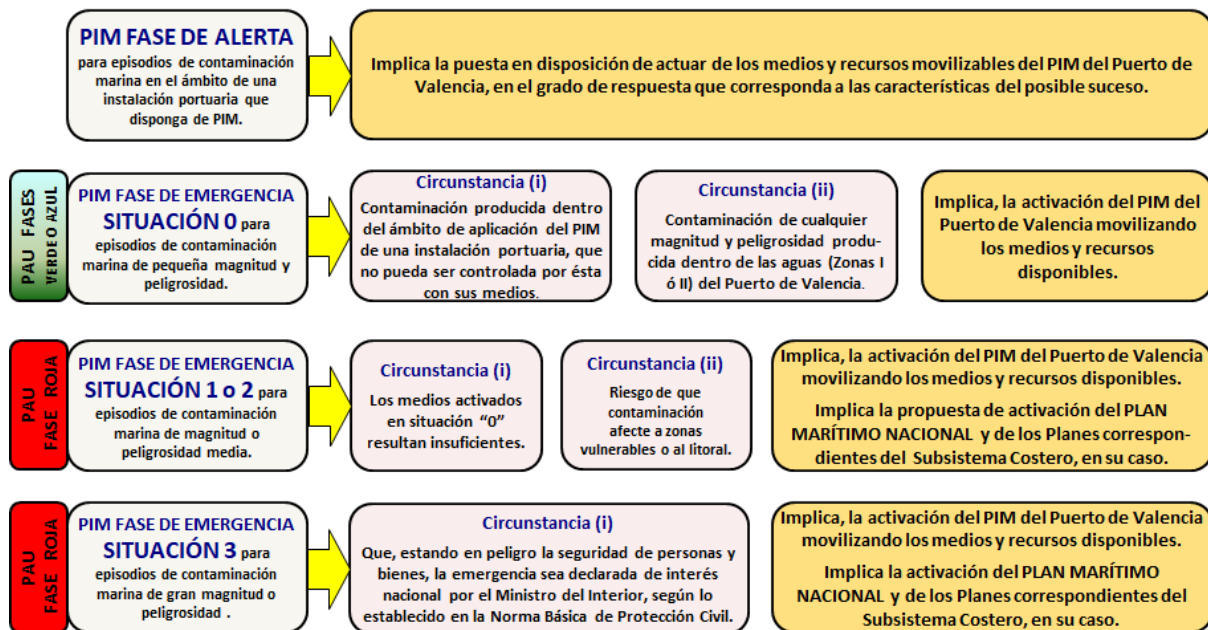 PIM FASE DE ALERTA
para episodios de contaminación
marina en el ámbito de una
instalación portuaria que
disponga de PIM.
Implica la puesta en disposición de actuar de los medios y recursos movilizables del PIM del Puerto de
Valencia, en el grado de respuesta que corresponda a las características del posible suceso.
PAU FASES
VERDE O AZUL
PIM FASE DE EMERGENCIA
SITUACIÓN 0 para
episodios de contaminación
marina de pequeña magnitud y
peligrosidad.
Circunstancia (i)
Contaminación producida dentro
del ámbito de aplicación del PIM
de una instalación portuaria, que
no pueda ser controlada por ésta
con sus medios.
Circunstancia (ii)
Contaminación de cualquier
magnitud y peligrosidad produ-
cida dentro de las aguas (Zonas I
ó II) del Puerto de Valencia.
Implica, la activación del PIM del
Puerto de Valencia movilizando
los medios y recursos
disponibles.
PAU
FASE ROJA
PIM FASE DE EMERGENCIA
SITUACIÓN 1 o 2 para
episodios de contaminación
marina de magnitud o
peligrosidad media.
Circunstancia (i)
Los medios activados
en situación “0”
resultan insuficientes.
Circunstancia (ii)
Riesgo de que
contaminación
afecte a zonas
vulnerables o al litoral.
Implica, la activación del PIM del Puerto de Valencia
movilizando los medios y recursos disponibles.
Implica la propuesta de activación del PLAN
MARÍTIMO NACIONAL y de los Planes correspon-
dientes del Subsistema Costero, en su caso.
PAU
FASE ROJA
PIM FASE DE EMERGENCIA
SITUACIÓN 3 para
episodios de contaminación
marina de gran magnitud o
peligrosidad .
Circunstancia (i)
Que, estando en peligro la seguridad de personas y
bienes, la emergencia sea declarada de interés
nacional por el Ministro del Interior, según lo
establecido en la Norma Básica de Protección Civil.
Implica, la activación del PIM del Puerto de Valencia
movilizando los medios y recursos disponibles.
Implica la activación del PLAN MARÍTIMO
NACIONAL y de los Planes correspondientes del
Subsistema Costero, en su caso.